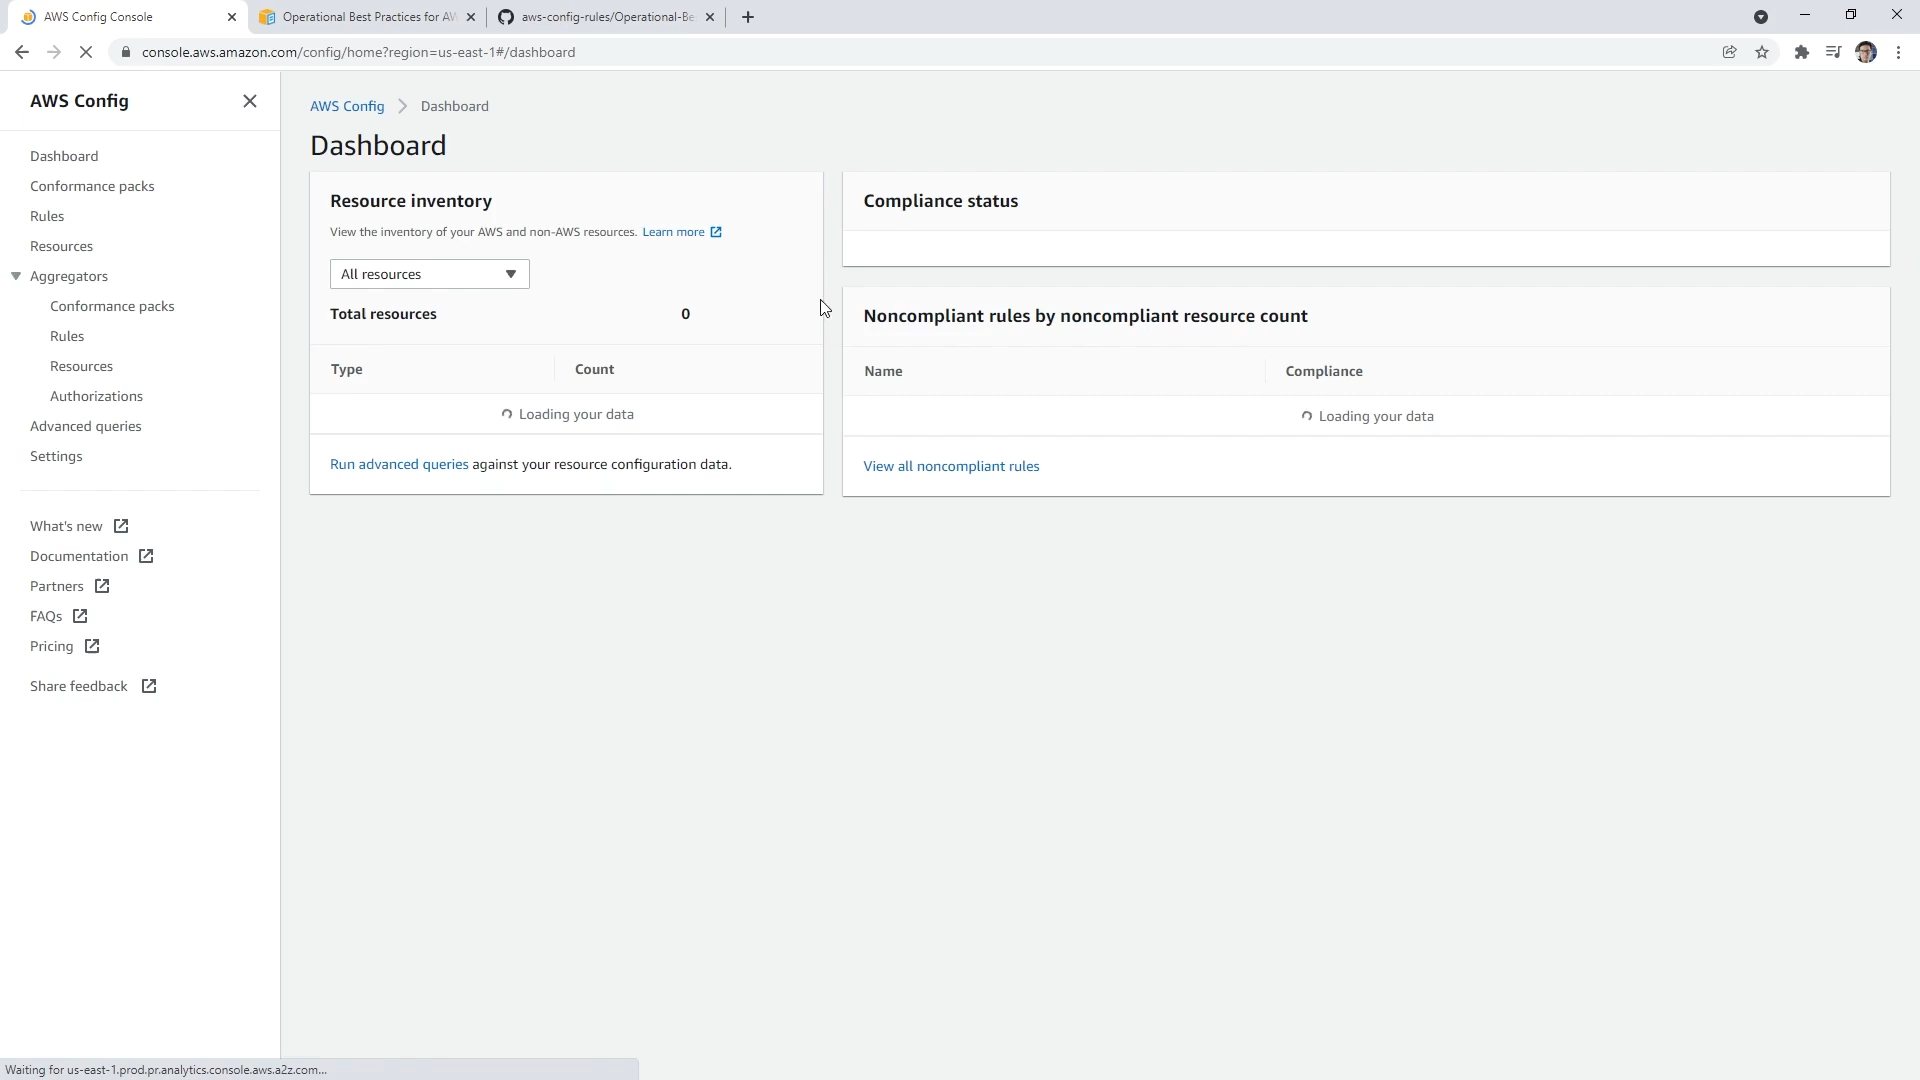 AWS Config Console
Operational Best Practices for AW
aws-config-rules/Operational-Be
console.aws.amazon.com/config/home?region=us-east-1#/dashboard
AWS Config
Dashboard
Conformance packs
Rules
Resources
Aggregators
Conformance packs
Rules
Resources
Authorizations
Advanced queries
Settings
What's new
Documentation
Partners
FAQs
Pricing
Share feedback
AWS Config Dashboard
Dashboard
Resource inventory
View the inventory of your AWS and non-AWS resources. Learn more
All resources
Total resources 0
Type Count
Loading your data
Run advanced queries against your resource configuration data.
Compliance status
Noncompliant rules by noncompliant resource count
Name Compliance
Loading your data
View all noncompliant rules
Waiting for us-east-1.prod.pr.analytics.console.aws.a2z.com...